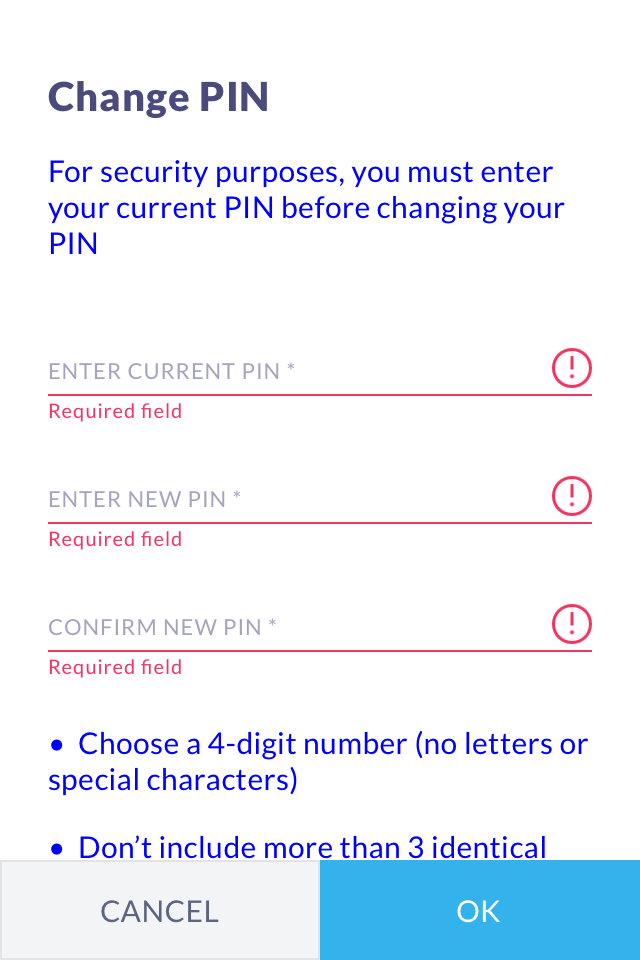 Change PIN
For security purposes, you must enter
your current PIN before changing your
PIN
ENTER CURRENT PIN *
Required field
ENTER NEW PIN *
Required field
CONFIRM NEW PIN *
Required field
• Choose a 4-digit number (no letters or
special characters)
• Don’t include more than 3 identical
CANCEL
OK